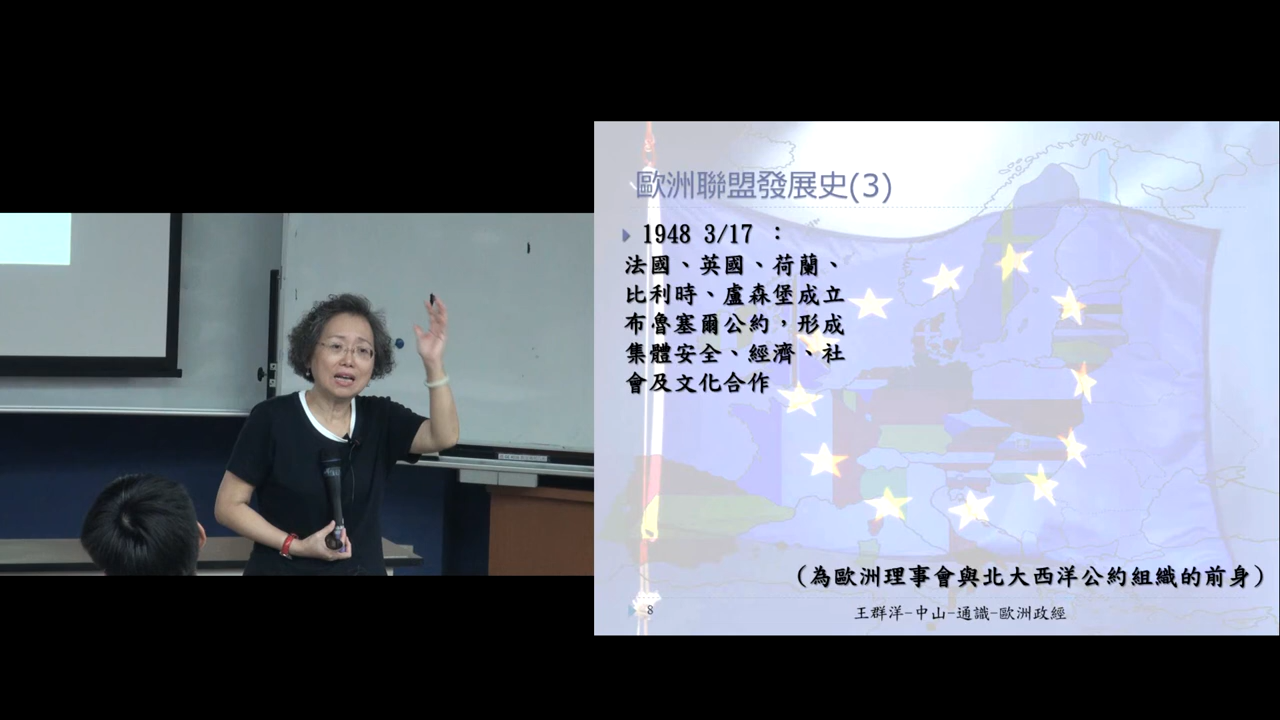 歐洲聯盟發展史(3)
1948 3/17 ：
法國、英國、荷蘭、
比利時、盧森堡成立
布魯塞爾公約，形成
集體安全、經濟、社
會及文化合作
（為歐洲理事會與北大西洋公約組織的前身）
8
王群洋-中山-通識-歐洲政經